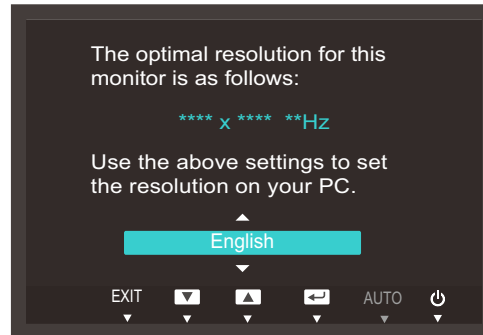 The optimal resolution for this
monitor is as follows:
**** x **** **Hz
Use the above settings to set
the resolution on your PC.
English
EXIT AUTO